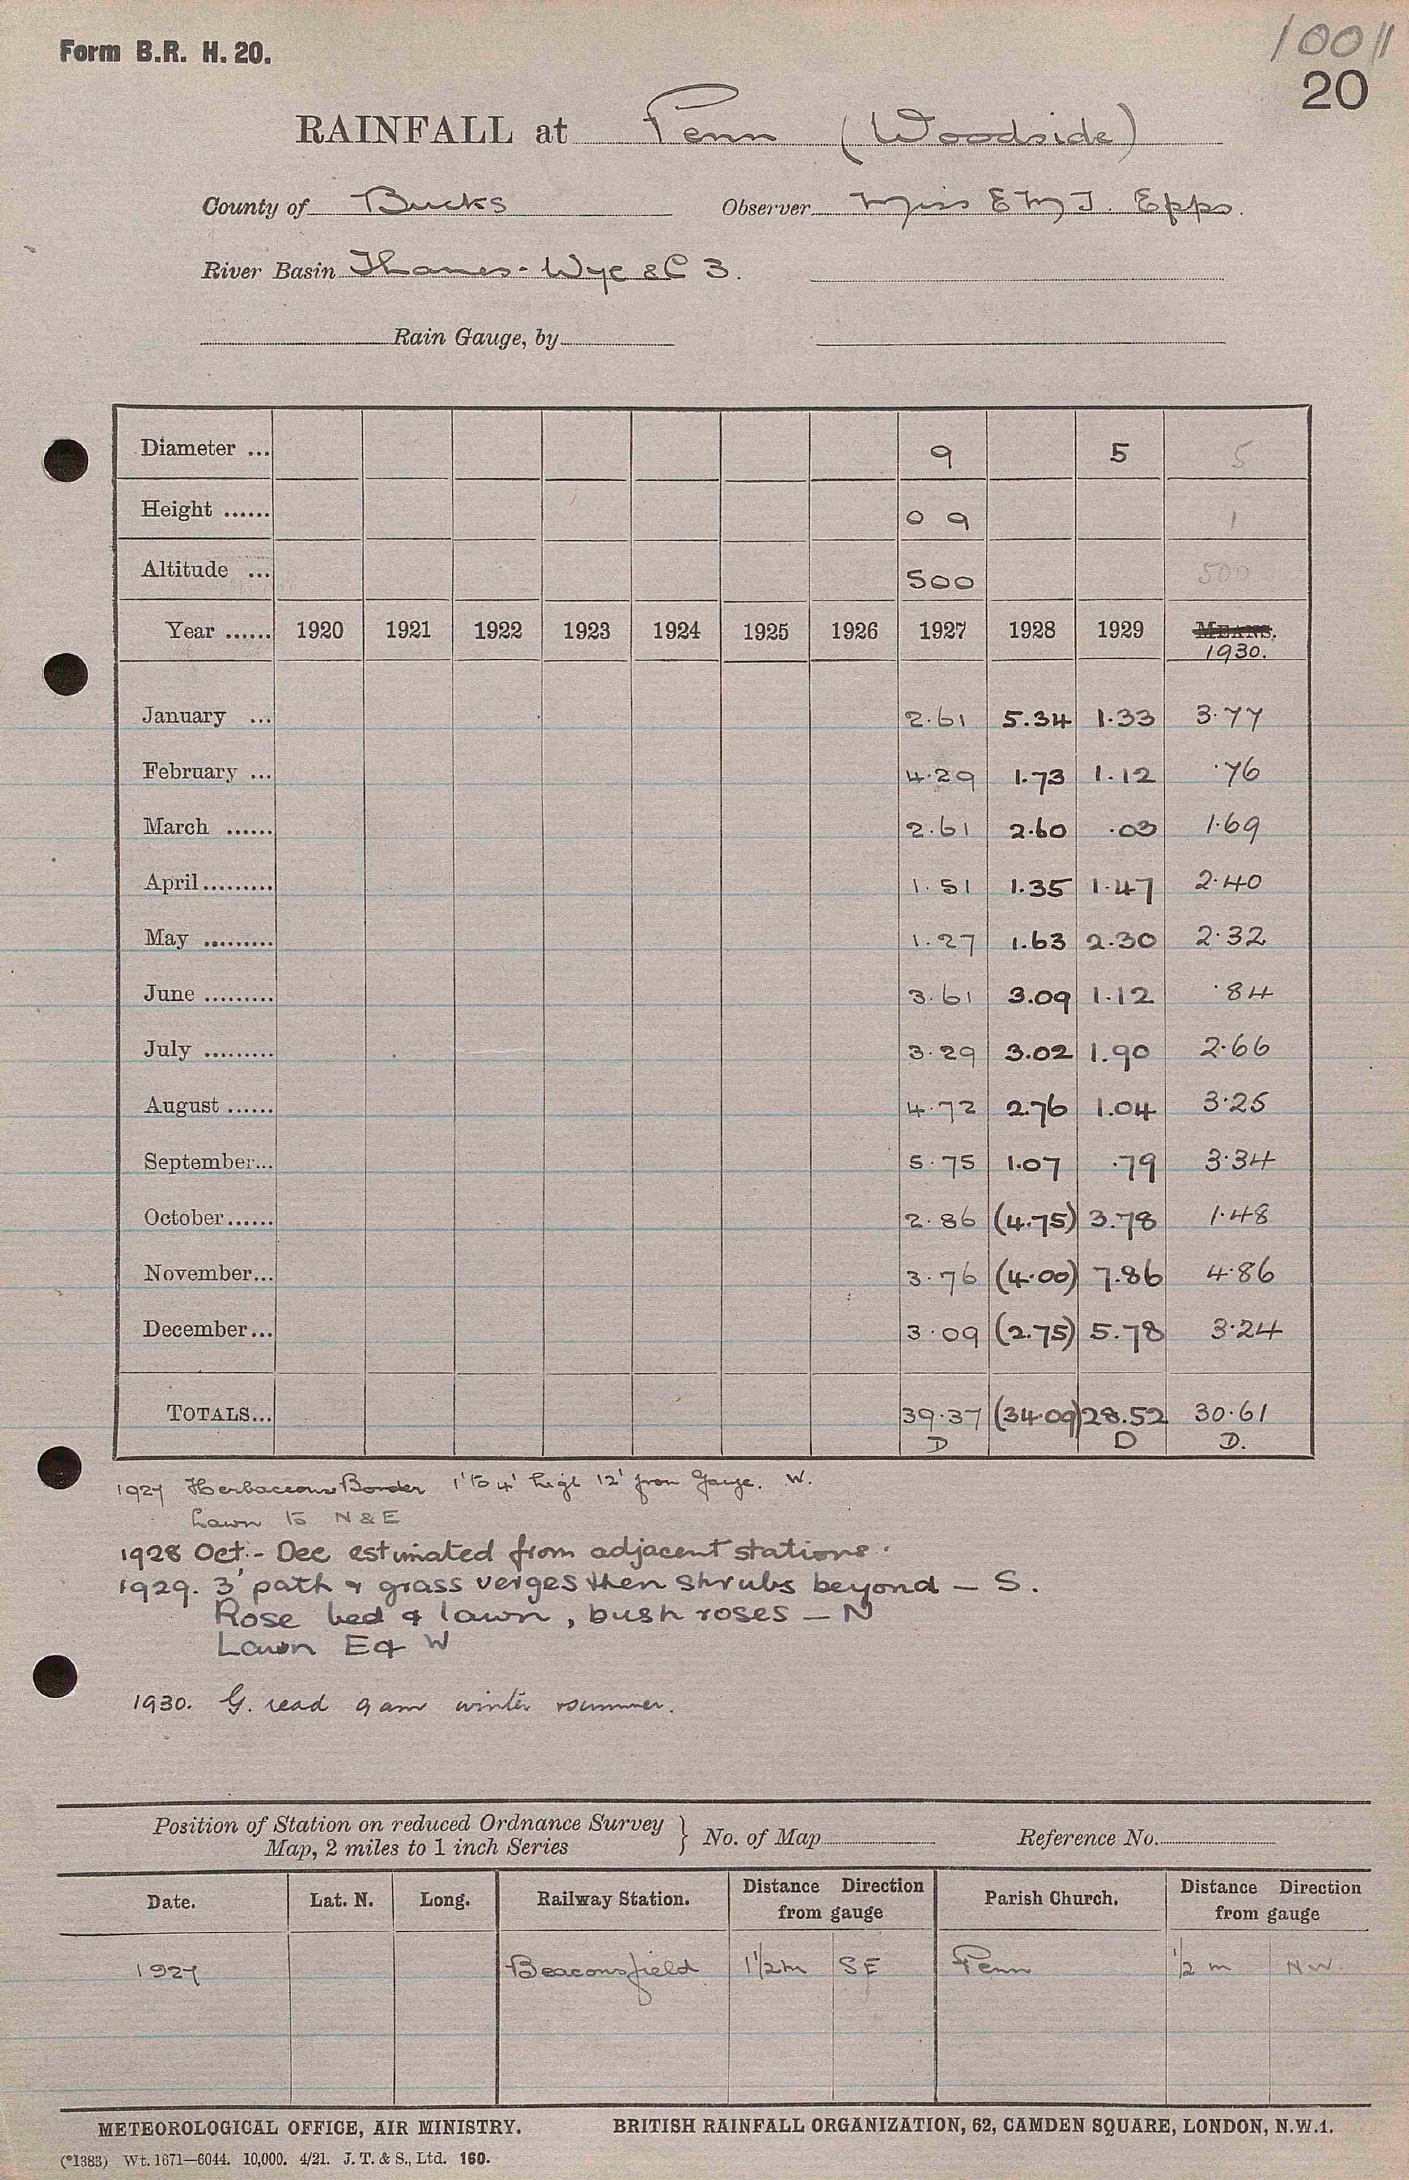 Form B.R. H. 20.
10011
20
RAINFALL at Penn (Woodside)
County of Bucks Observer Miss E M J. Epps.
River Basin Thames - Wye &C 3.
Rain Gauge, by
Diameter ... 9 5 5
Height ...... 0 9 1
Altitude ... 500 500
Year ...... 1920 1921 1922 1923 1924 1925 1926 1927 1928 1929 MEANS.
1930.
January ... 2.61 5.34 1.33 3.77
February ... 4.29 1.73 1.12 .76
March ...... 2.61 2.60 .03 1.69
April ......... 1.51 1.35 1.47 2.40
May ......... 1.27 1.63 2.30 2.32
June ......... 3.61 3.09 1.12 .84
July ......... 3.29 3.02 1.90 2.66
August ...... 4.72 2.76 1.04 3.25
September... 5.75 1.07 .79 3.34
October...... 2.86 (4.75) 3.78 1.48
November... 3.76 (4.00) 7.86 4.86
December... 3.09 (2.75) 5.78 3.24
TOTALS... 39.37 (34.09) 28.52 30.61
D D D.
1927 Herbaceous Border 1' to 4' high 12' from Gauge. W.
Lawn to N & E
1928 Oct - Dec estimated from adjacent stations.
1929. 3' path & grass verges then shrubs beyond - S.
Rose bed & lawn, bush roses - N
Lawn E & W
1930. G. read 9 am winter & summer.
Position of Station on reduced Ordnance Survey
Map, 2 miles to 1 inch Series } No. of Map Reference No.
Date. Lat. N. Long. Railway Station. Distance Direction from gauge Parish Church. Distance Direction from gauge
1927 Beaconsfield 1 1/2 m SE Penn 1/2 m NW.
METEOROLOGICAL OFFICE, AIR MINISTRY. BRITISH RAINFALL ORGANIZATION, 62, CAMDEN SQUARE, LONDON, N.W.1.
(*1383) Wt. 1671—6044. 10,000. 4/21. J. T. & S., Ltd. 160.